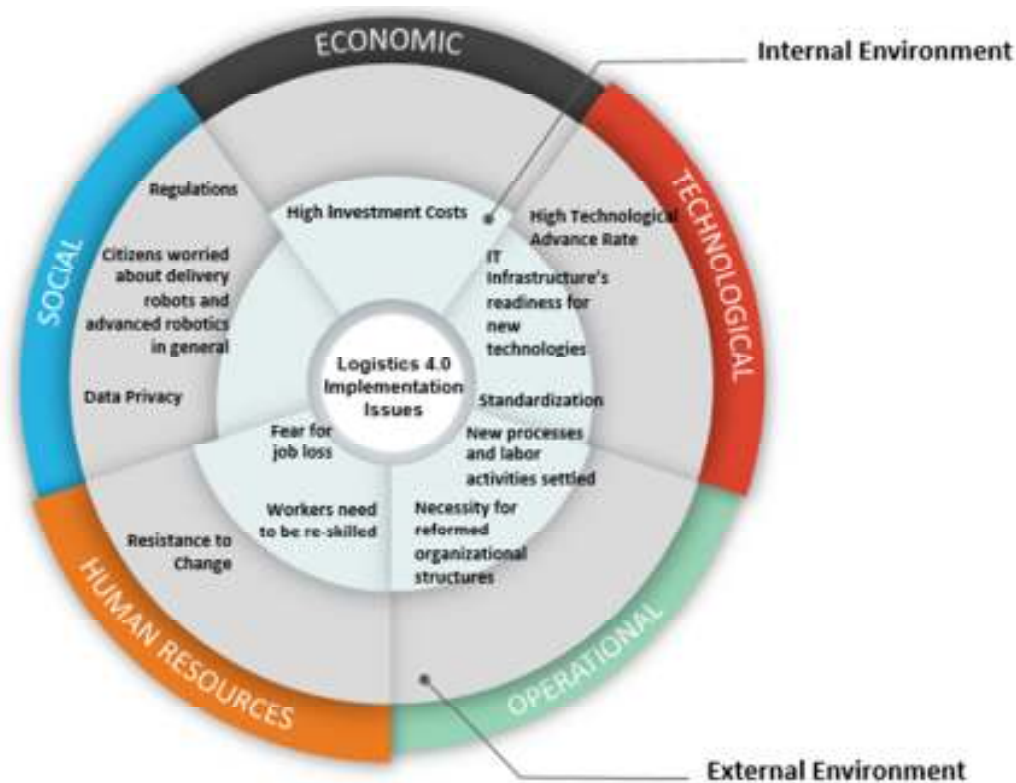 ECONOMIC
Internal Environment
TECHNOLOGICAL
SOCIAL
Regulations
High Investment Costs
High Technological
Advance Rate
Citizens worried
about delivery
robots and
advanced robotics
in general
IT
Infrastructure's
readiness for
new
technologies
Logistics 4.0
Implementation
Issues
Data Privacy
Standardization
Fear for
job loss
New processes
and labor
activities settled
Workers need
to be re-skilled
Necessity for
reformed
organizational
structures
Resistance to
Change
HUMAN RESOURCES
OPERATIONAL
External Environment